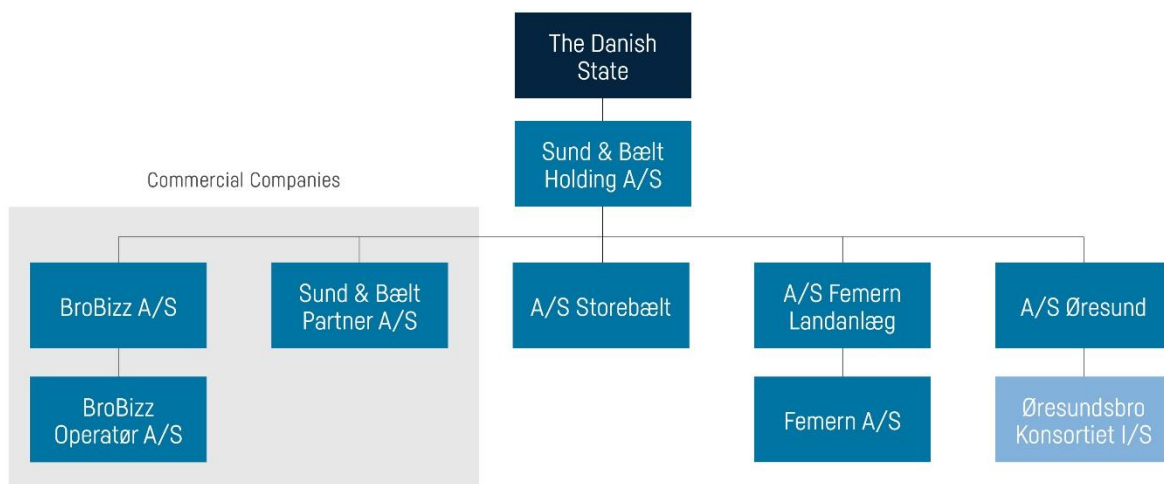 The Danish
State
Sund & Bælt
Holding A/S
Commercial Companies
BroBizz A/S
Sund & Bælt
Partner A/S
A/S Storebælt
A/S Femern
Landanlæg
A/S Øresund
BroBizz
Operatør A/S
Femern A/S
Øresundsbro
Konsortiet I/S